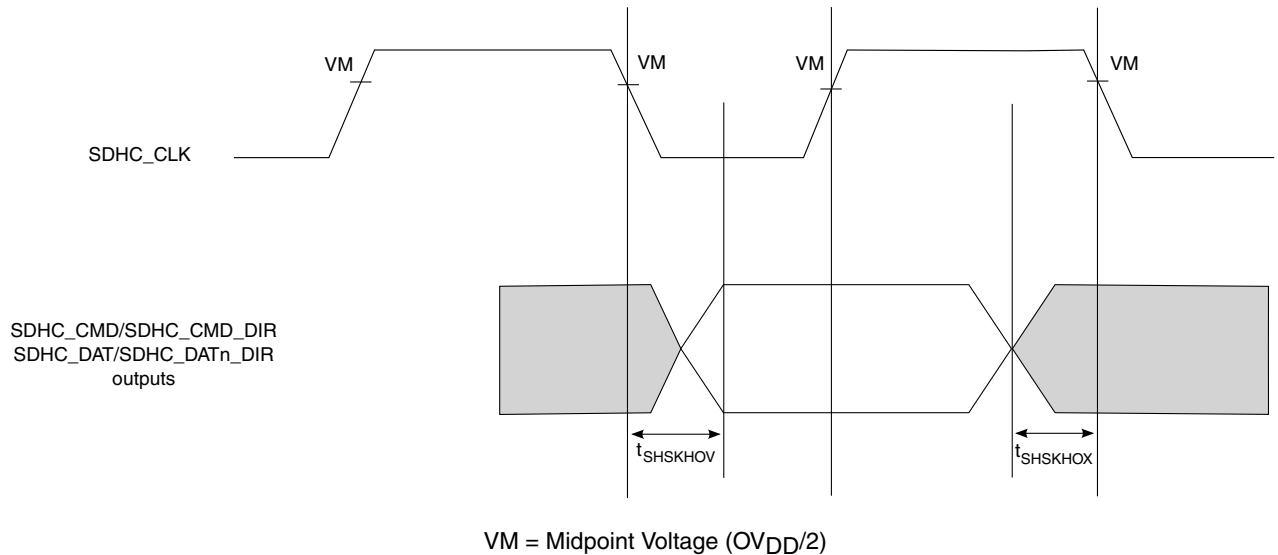 VM VM VM VM
SDHC_CLK
SDHC_CMD/SDHC_CMD_DIR
SDHC_DAT/SDHC_DATn_DIR
outputs
tSHSKHOV tSHSKHOX
VM = Midpoint Voltage (OVDD/2)